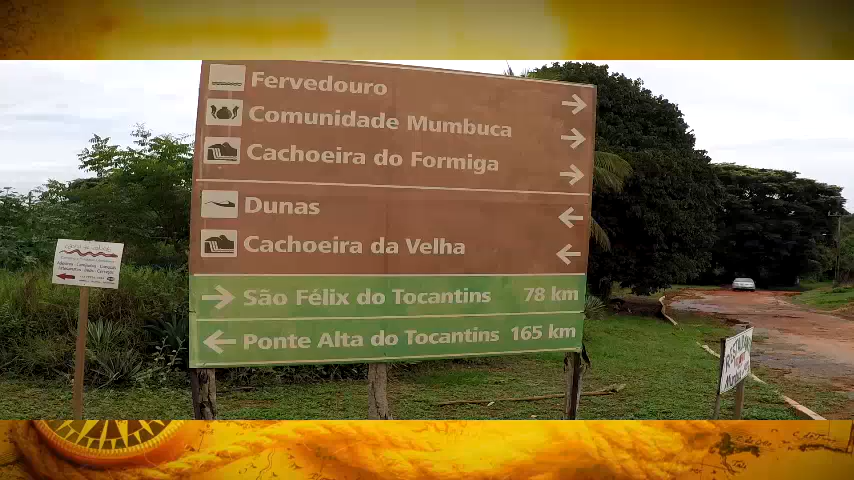 Fervedouro
Comunidade Mumbuca
Cachoeira do Formiga
Dunas
Cachoeira da Velha
São Félix do Tocantins 78 km
Ponte Alta do Tocantins 165 km